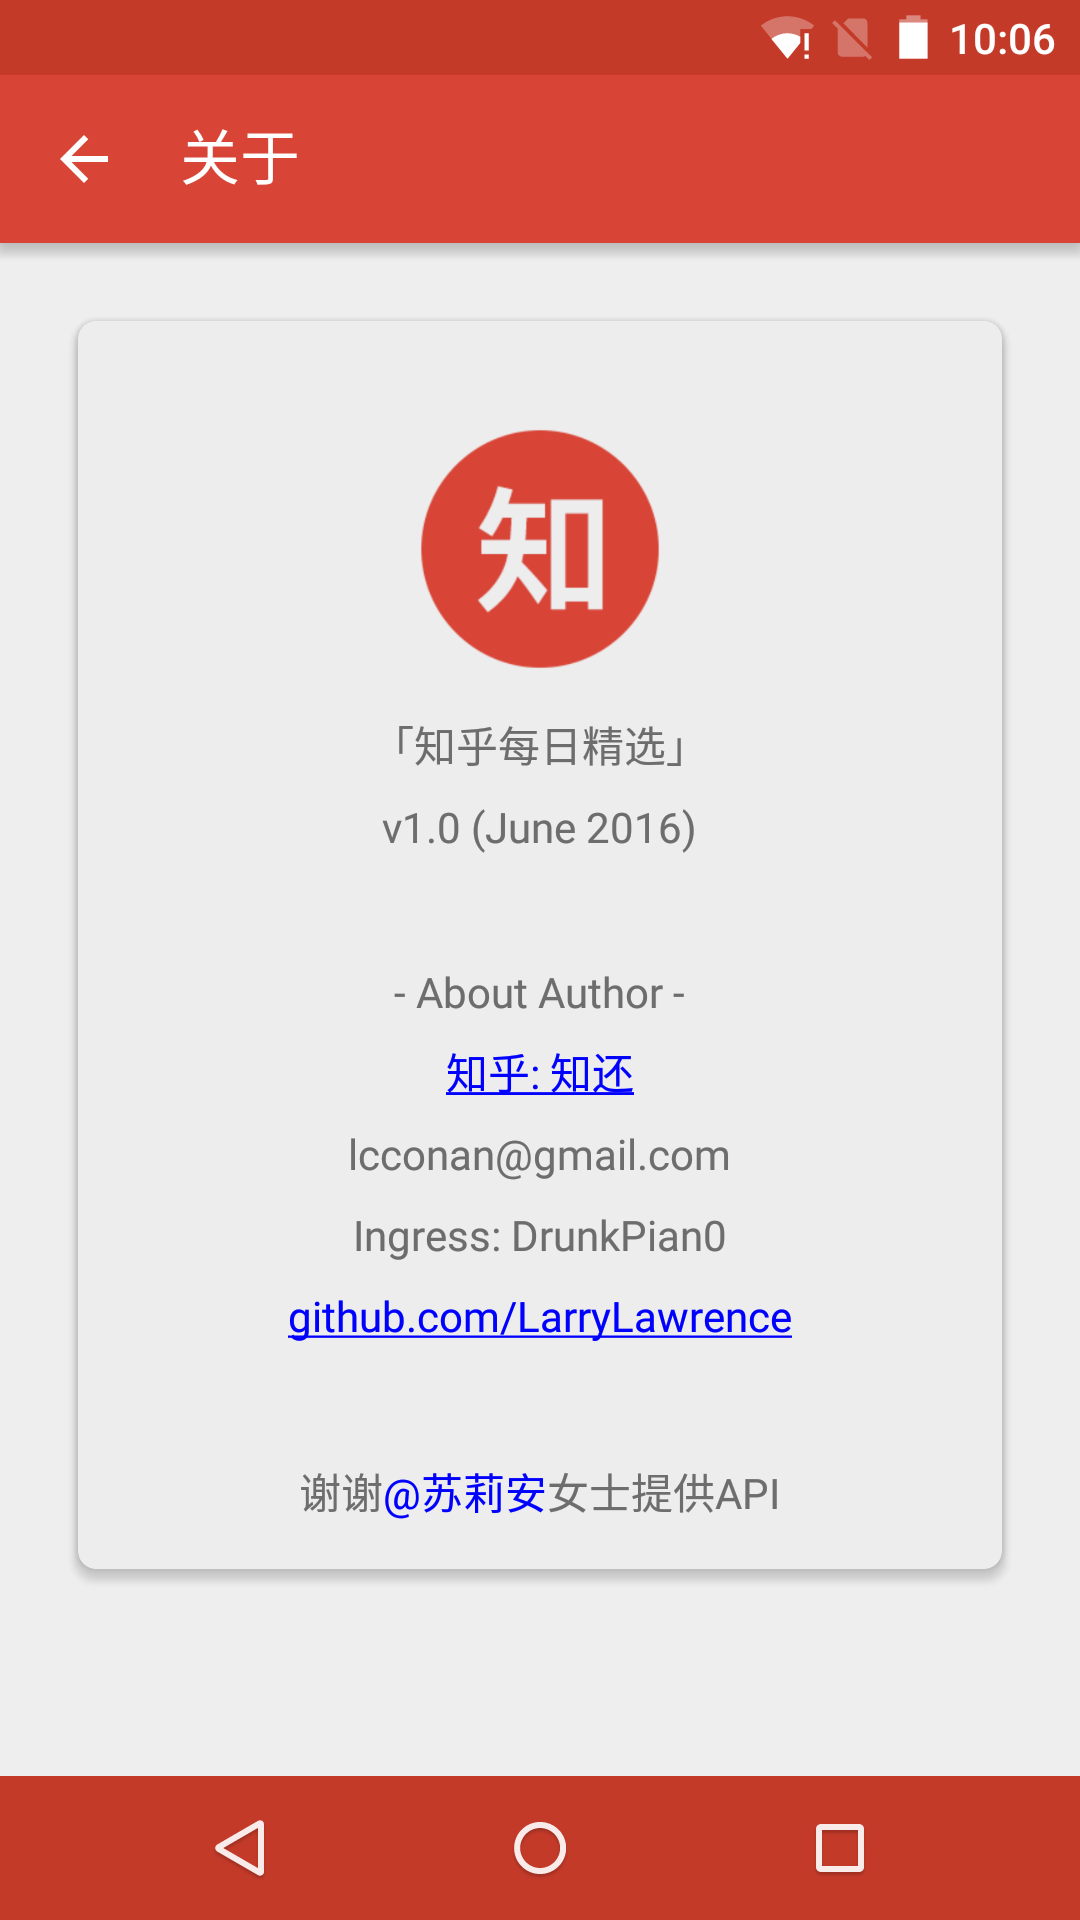 10:06
关于
知
「知乎每日精选」
v1.0 (June 2016)
- About Author -
知乎: 知还
lcconan@gmail.com
Ingress: DrunkPian0
github.com/LarryLawrence
谢谢@苏莉安女士提供API